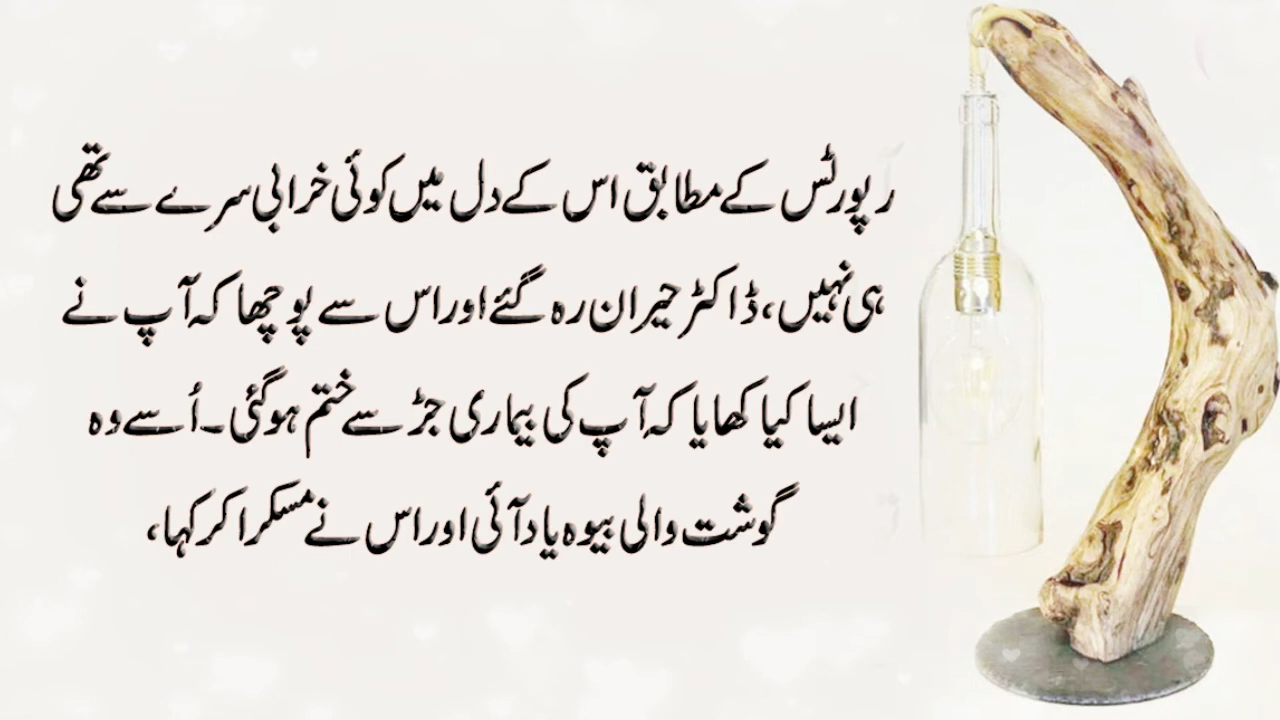 رپورٹس کے مطابق اس کے دل میں کوئی خرابی سرے سے تھی
ہی نہیں، ڈاکٹر حیران رہ گئے اور اس سے پوچھا کہ آپ نے
ایسا کیا کھایا کہ آپ کی بیماری جڑ سے ختم ہو گئی۔ اُسے وہ
گوشت والی بیوہ یاد آئی اور اس نے مسکرا کر کہا،